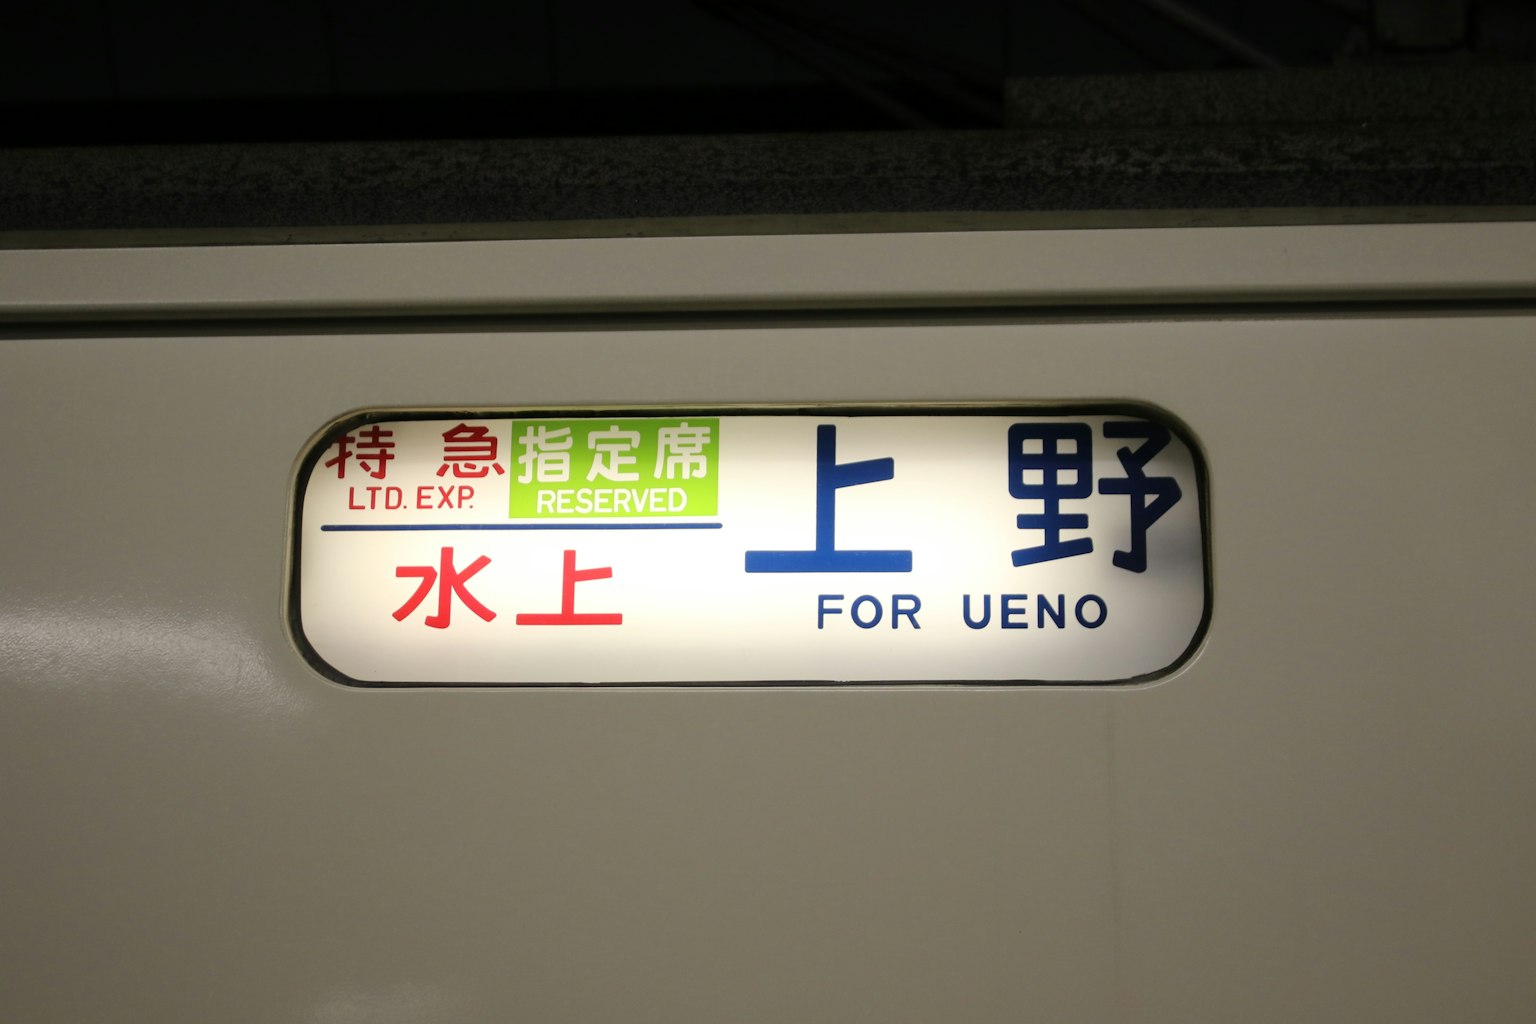 特急 指定席
LTD. EXP. RESERVED
水上
上野
FOR UENO